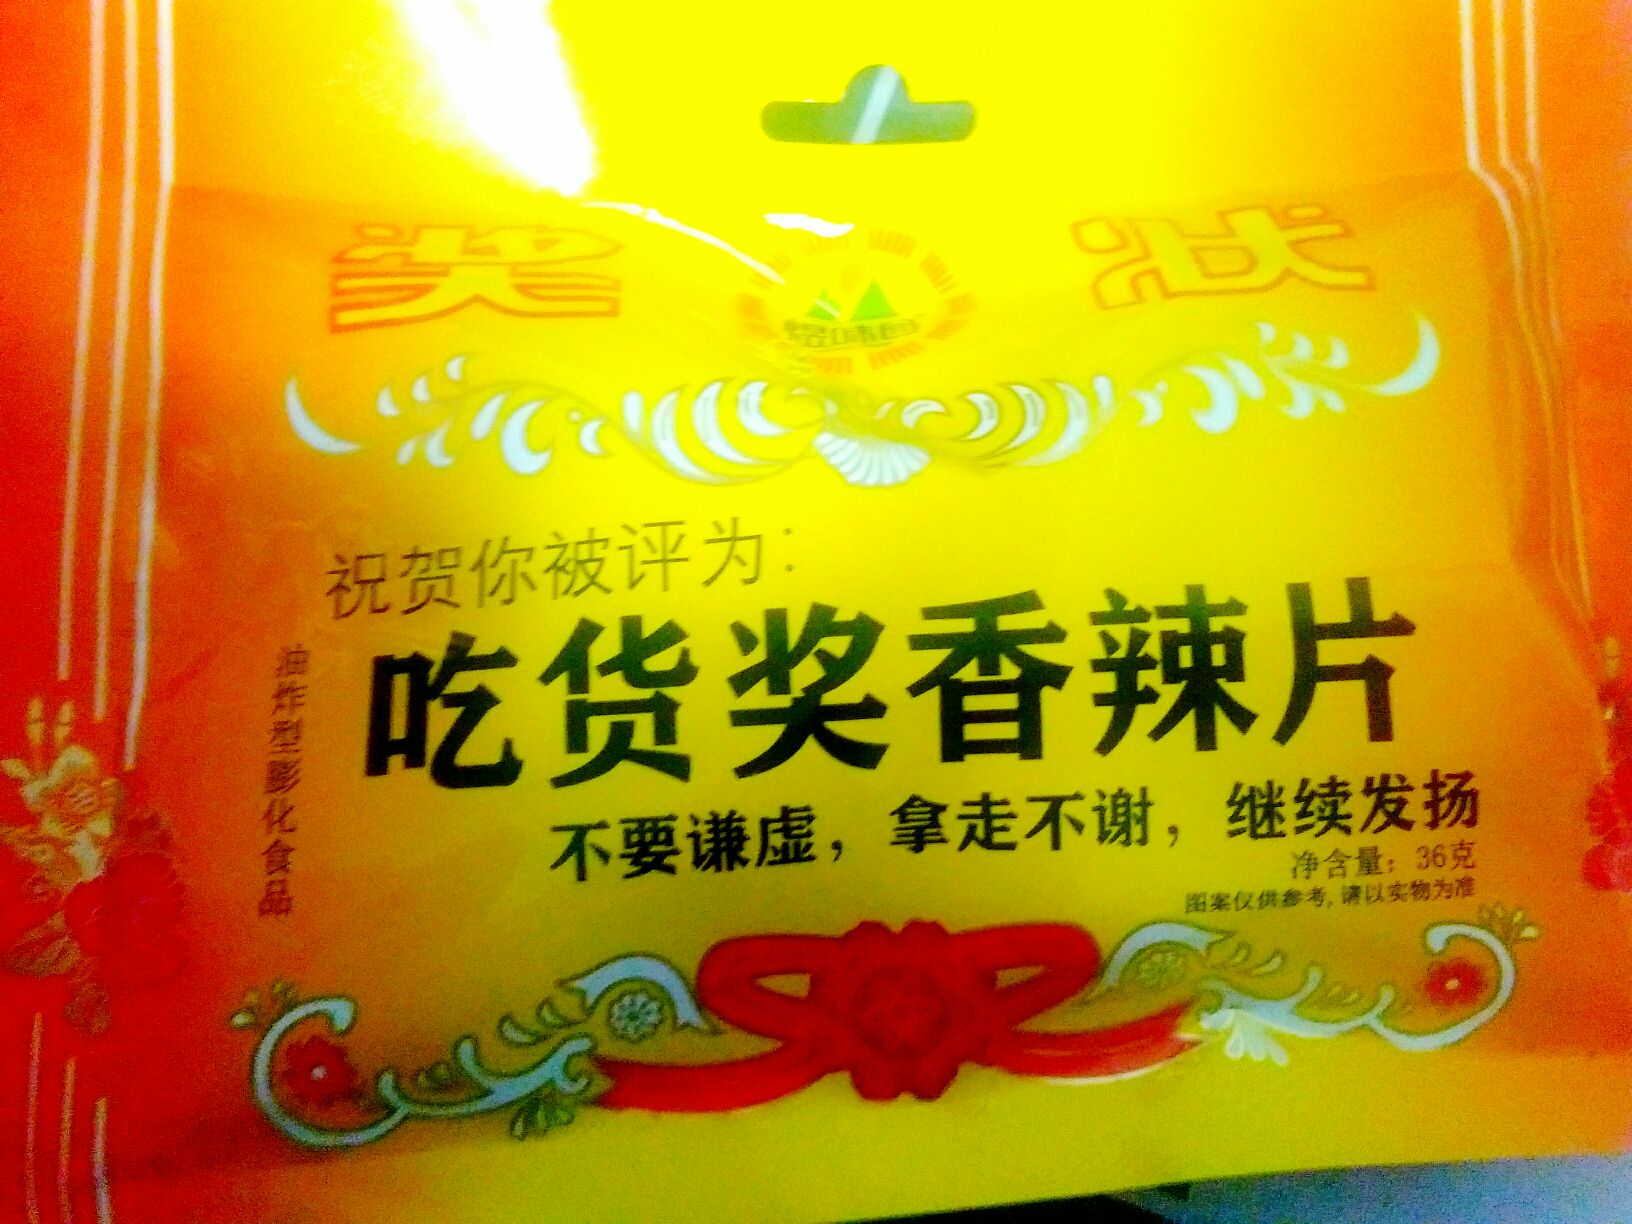 奖 状
祝贺你被评为：
吃货奖香辣片
不要谦虚，拿走不谢，继续发扬
净含量：36克
图案仅供参考，请以实物为准
油炸型膨化食品